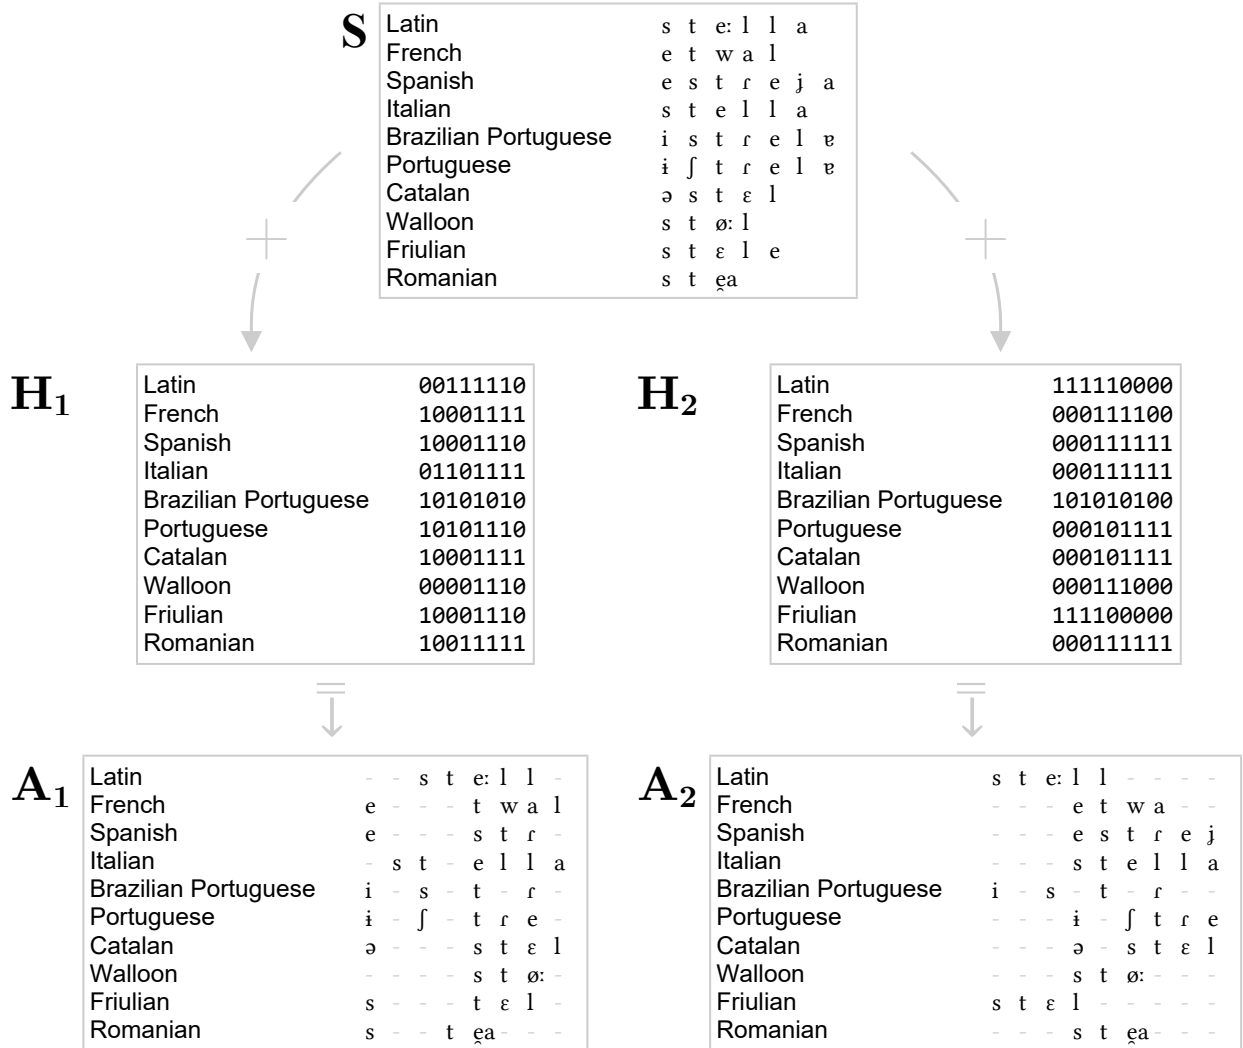 S
Latin s t eː l l a
French e t w a l
Spanish e s t ɾ e ʝ a
Italian s t e l l a
Brazilian Portuguese i s t ɾ e l ɐ
Portuguese ɨ ʃ t ɾ e l ɐ
Catalan ə s t ɛ l
Walloon s t øː l
Friulian s t ɛ l e
Romanian s t e̯a
H₁
Latin 00111110
French 10001111
Spanish 10001110
Italian 01101111
Brazilian Portuguese 10101010
Portuguese 10101110
Catalan 10001111
Walloon 00001110
Friulian 10001110
Romanian 10011111
H₂
Latin 111110000
French 000111100
Spanish 000111111
Italian 000111111
Brazilian Portuguese 101010100
Portuguese 000101111
Catalan 000101111
Walloon 000111000
Friulian 111100000
Romanian 000111111
A₁
Latin - - s t eː l l -
French e - - - t w a l
Spanish e - - - s t ɾ -
Italian - s t - e l l a
Brazilian Portuguese i - s - t - ɾ -
Portuguese ɨ - ʃ - t ɾ e -
Catalan ə - - - s t ɛ l
Walloon - - - - s t øː -
Friulian s - - - t ɛ l -
Romanian s - - t e̯a - - -
A₂
Latin s t eː l l - - - -
French - - - e t w a - -
Spanish - - - e s t ɾ e ʝ
Italian - - - s t e l l a
Brazilian Portuguese i - s - t - ɾ - -
Portuguese - - - ɨ - ʃ t ɾ e
Catalan - - - ə - s t ɛ l
Walloon - - - s t øː - - -
Friulian s t ɛ l - - - - -
Romanian - - - s t e̯a - - -